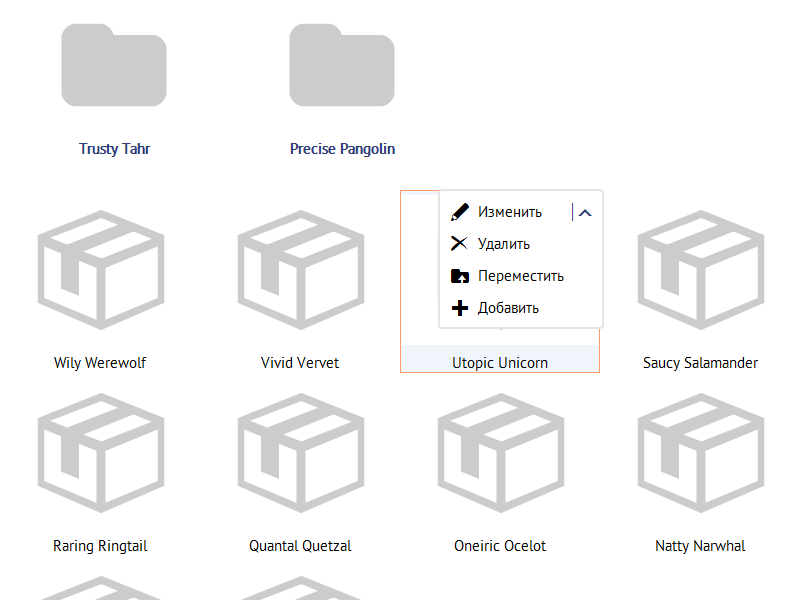 Trusty Tahr
Precise Pangolin
Изменить
Удалить
Переместить
Добавить
Wily Werewolf
Vivid Vervet
Utopic Unicorn
Saucy Salamander
Raring Ringtail
Quantal Quetzal
Oneiric Ocelot
Natty Narwhal